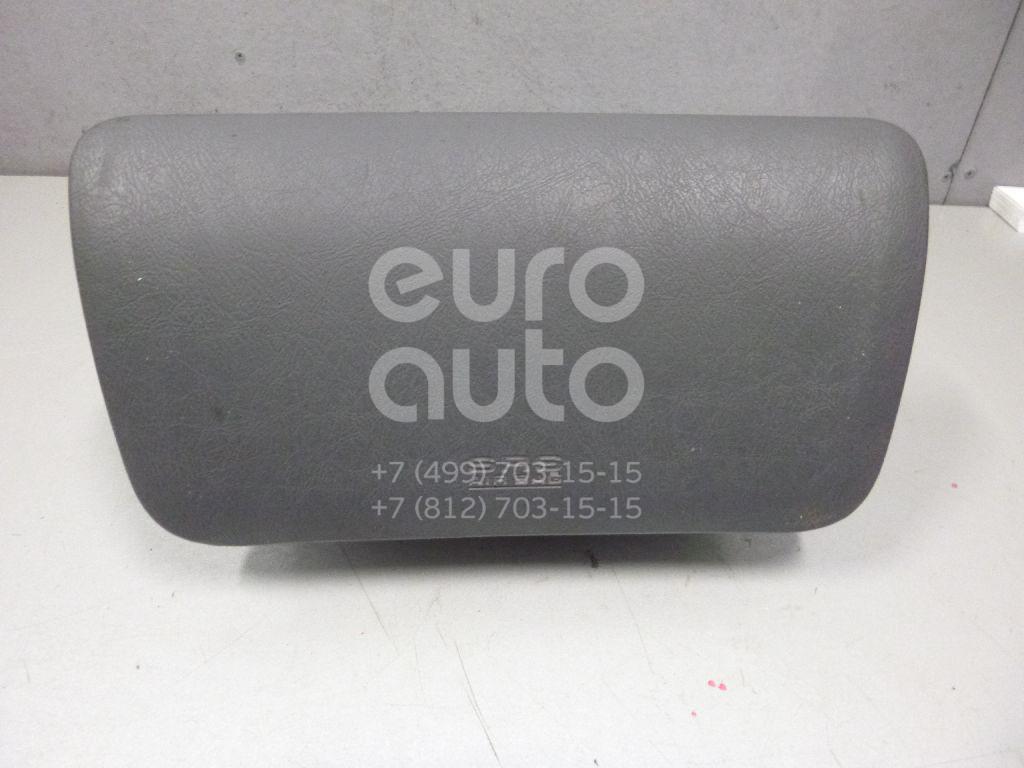 euro
auto
+7 (499) 703-15-15
+7 (812) 703-15-15